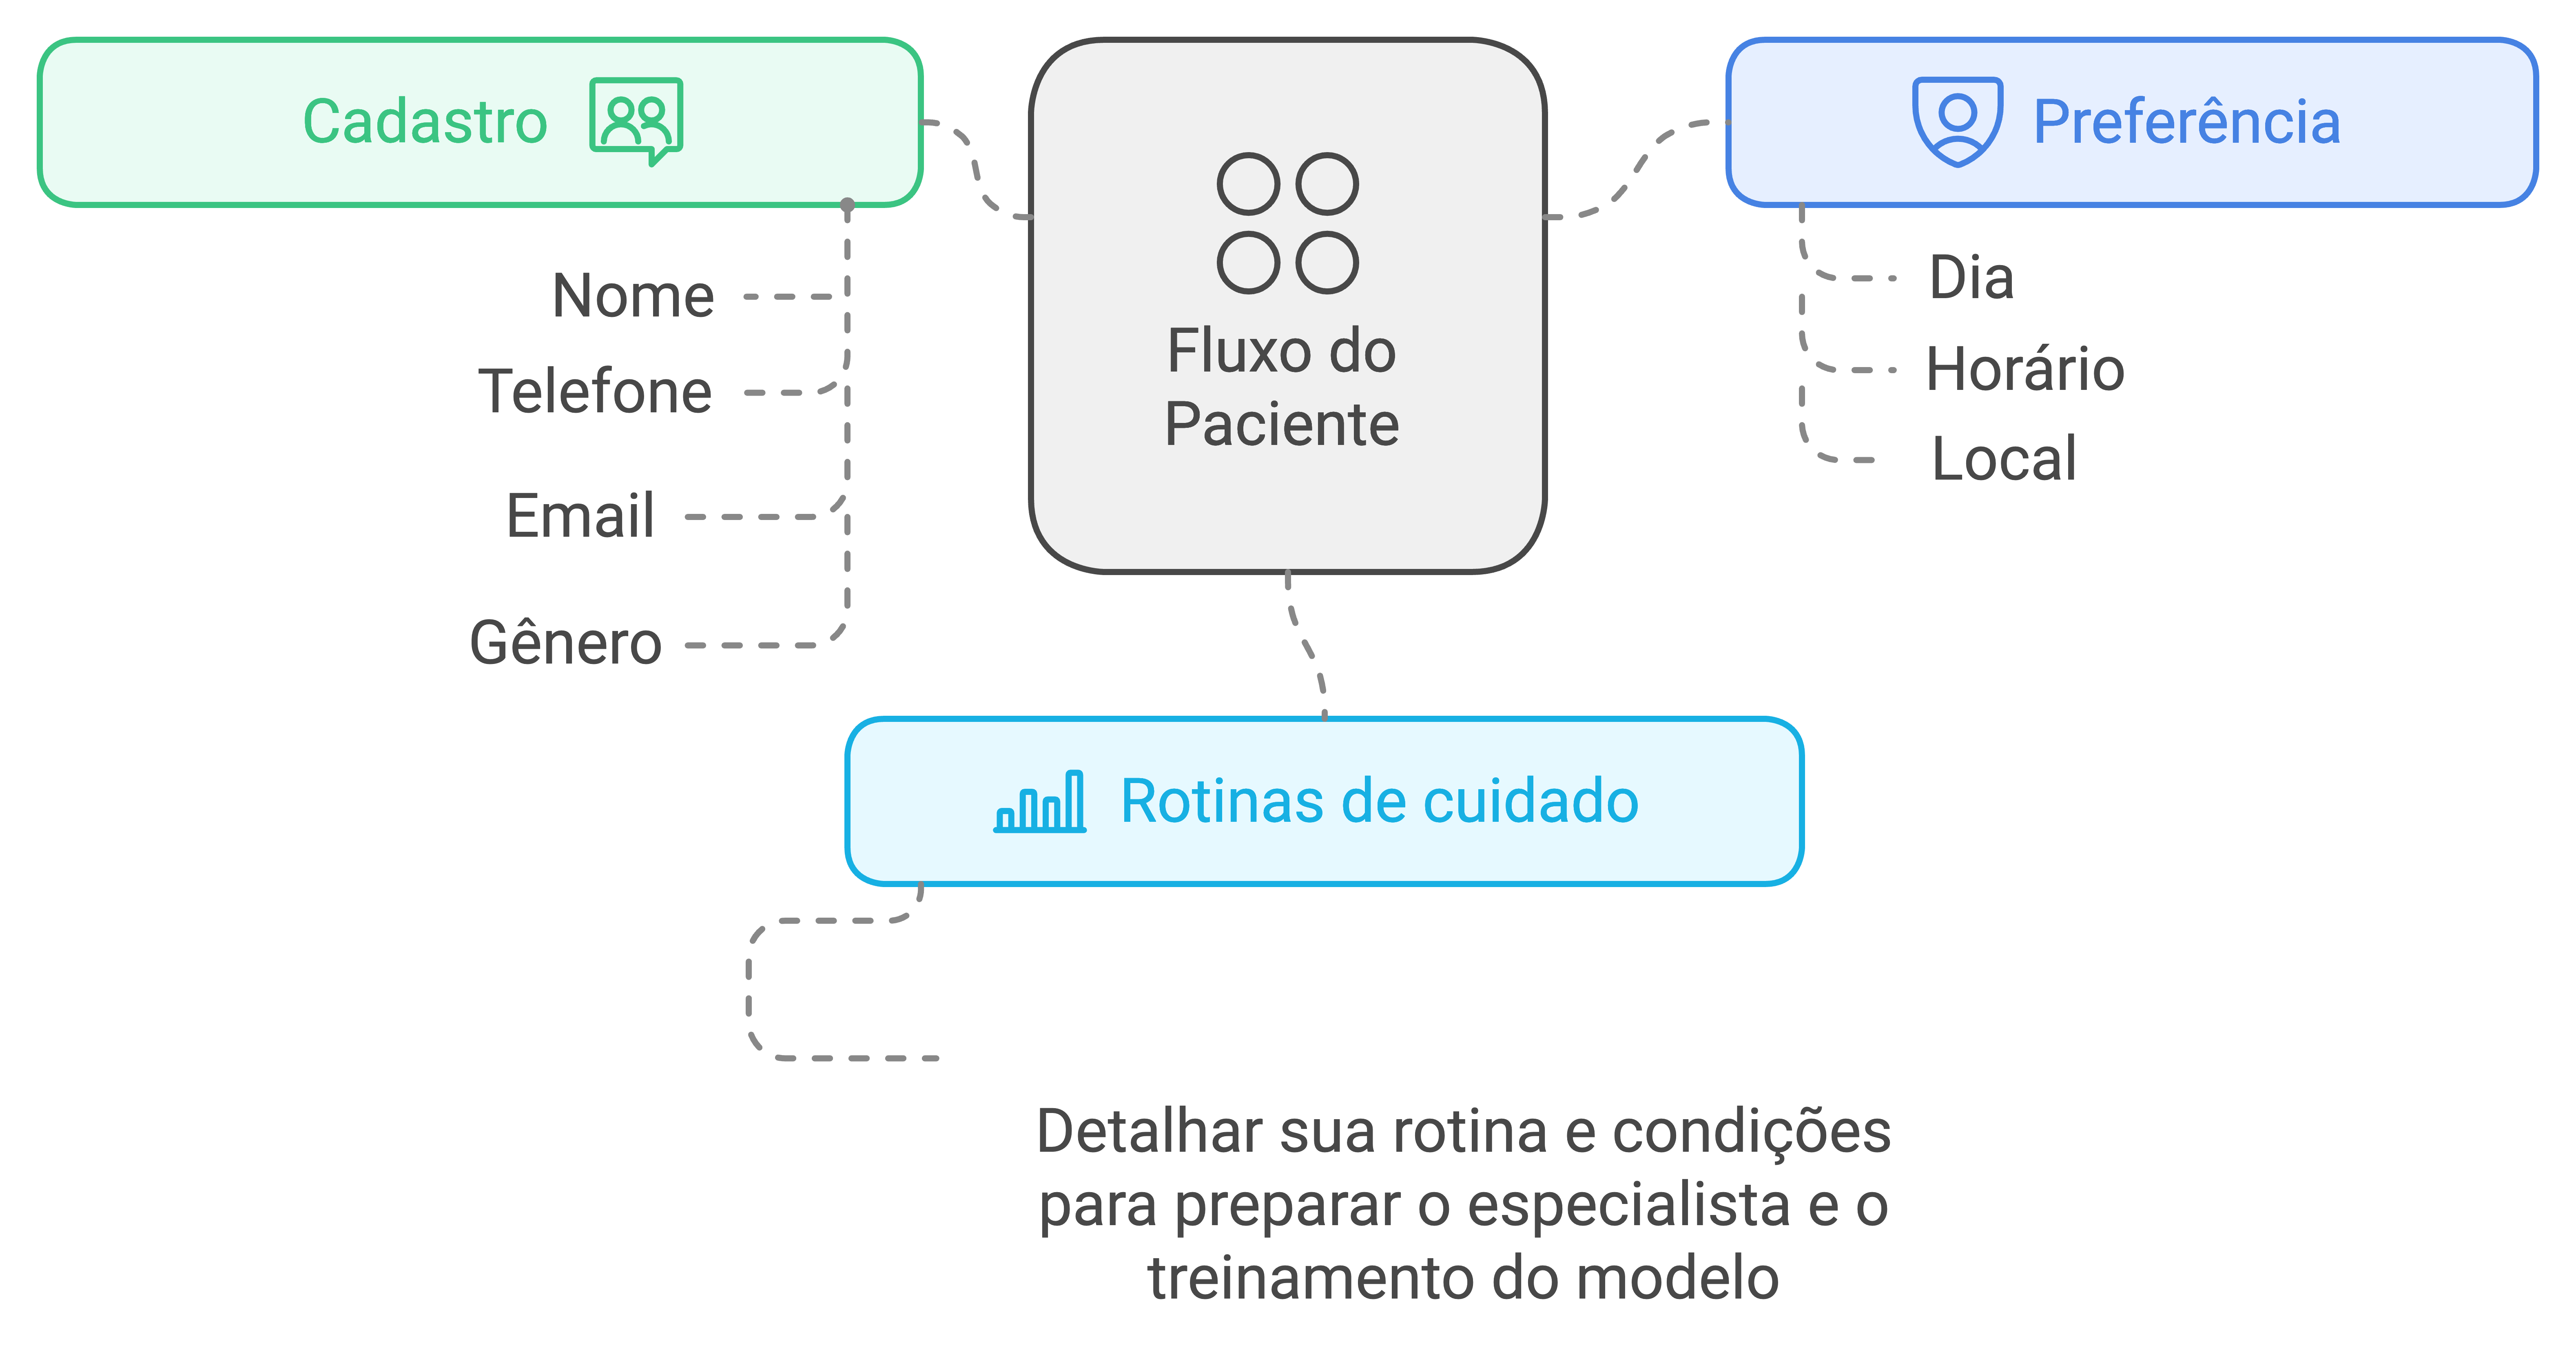 Cadastro
Nome
Telefone
Email
Gênero
Fluxo do
Paciente
Preferência
Dia
Horário
Local
Rotinas de cuidado
Detalhar sua rotina e condições
para preparar o especialista e o
treinamento do modelo